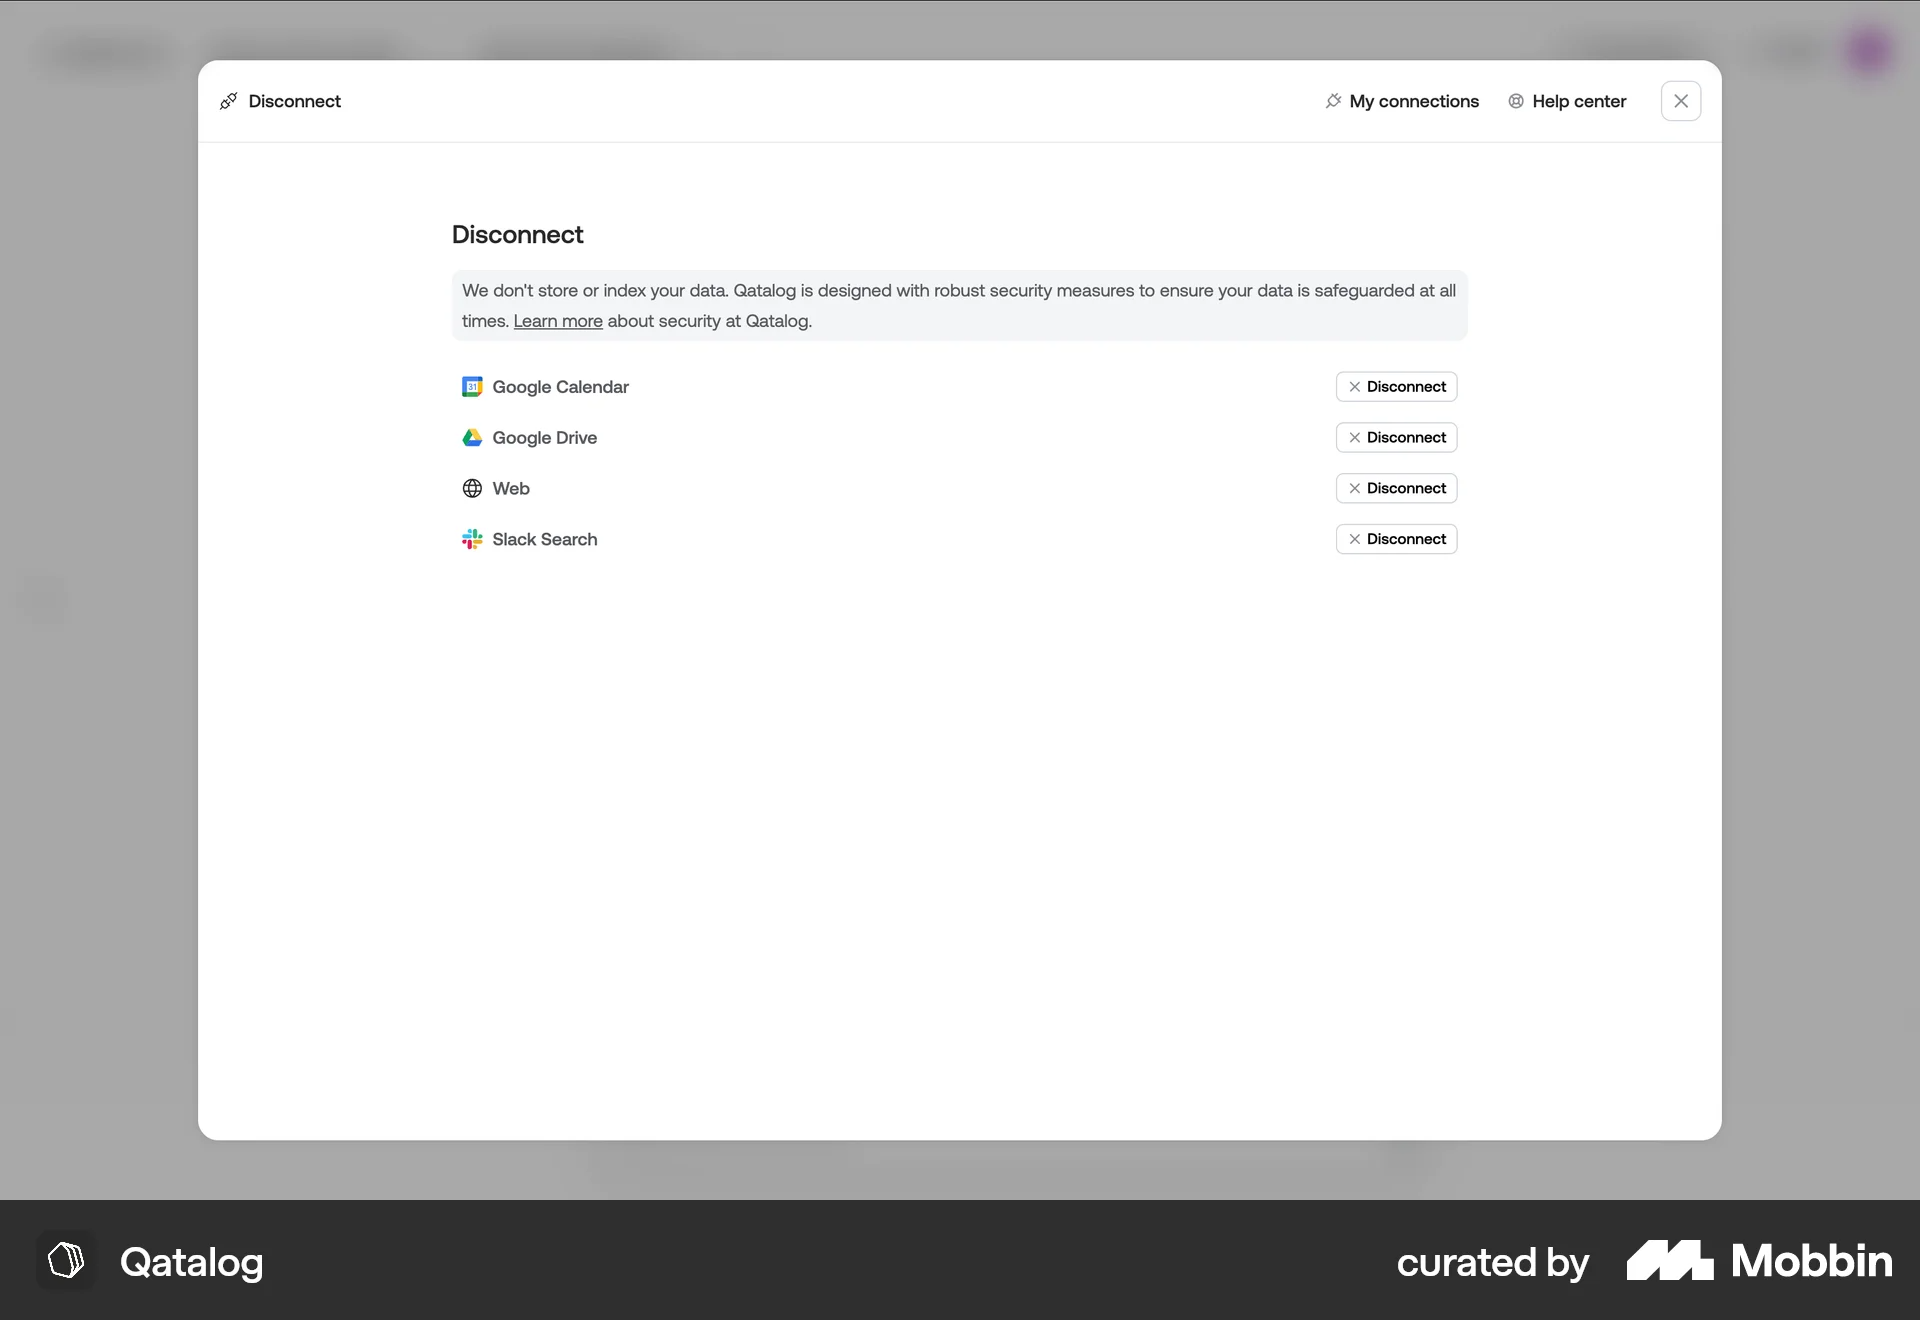 Disconnect
My connections
Help center
Disconnect
We don't store or index your data. Qatalog is designed with robust security measures to ensure your data is safeguarded at all
times. Learn more about security at Qatalog.
31
Google Calendar
Disconnect
Google Drive
Disconnect
Web
Disconnect
Slack Search
Disconnect
Qatalog
curated by
Mobbin